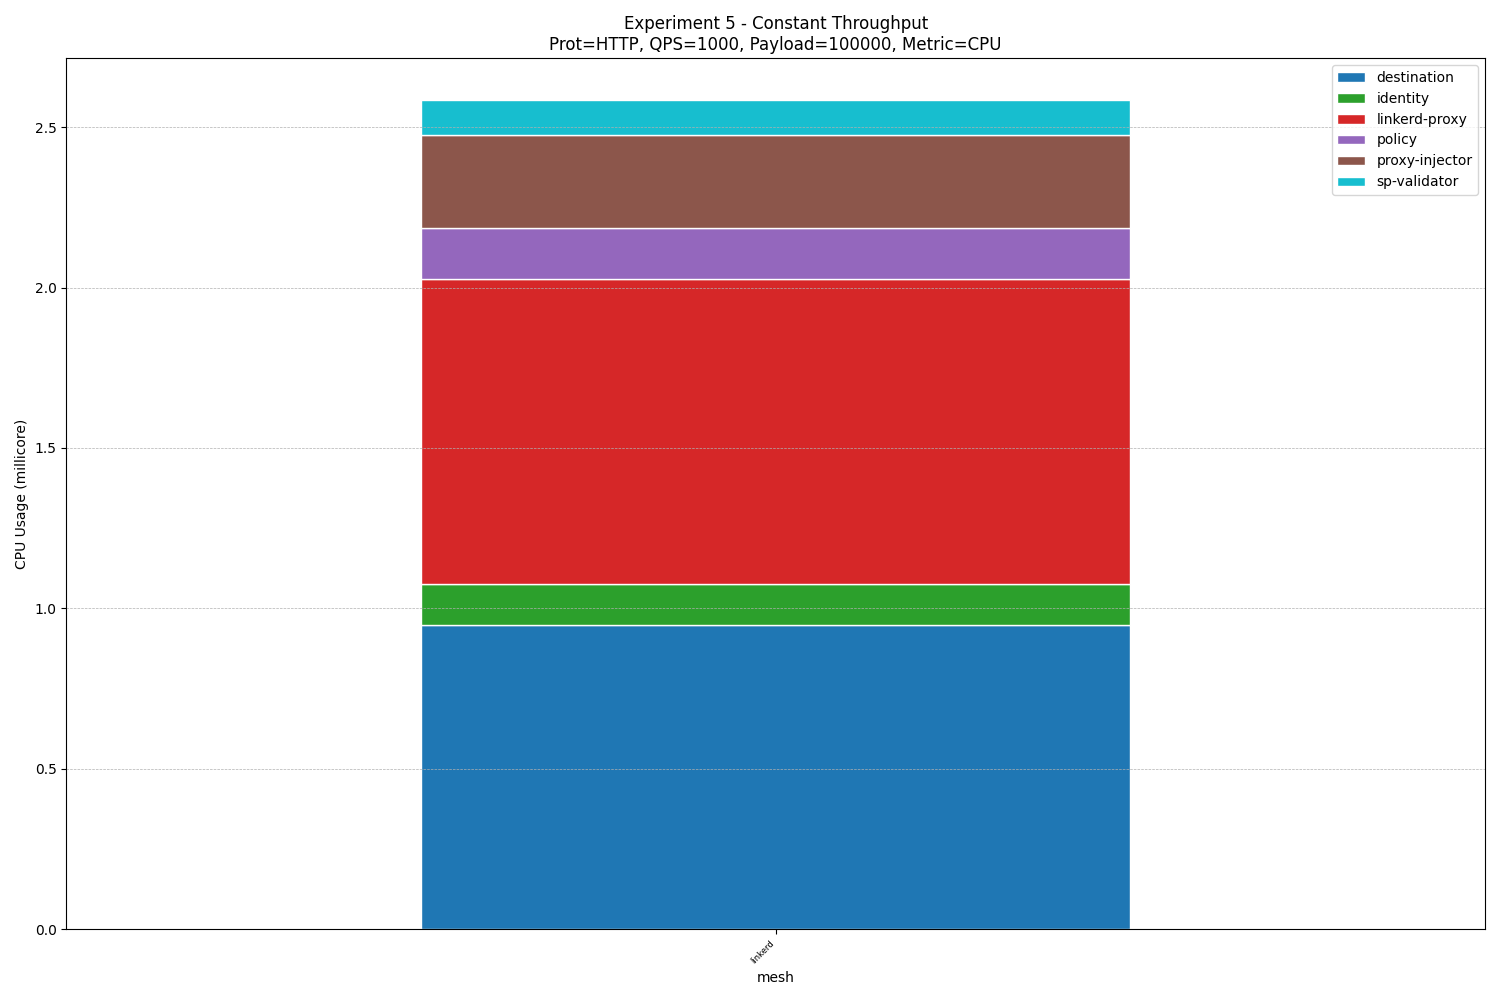 Experiment 5 - Constant Throughput
Prot=HTTP, QPS=1000, Payload=100000, Metric=CPU
destination
identity
linkerd-proxy
policy
proxy-injector
sp-validator
CPU Usage (millicore)
2.5
2.0
1.5
1.0
0.5
0.0
linkerd
mesh